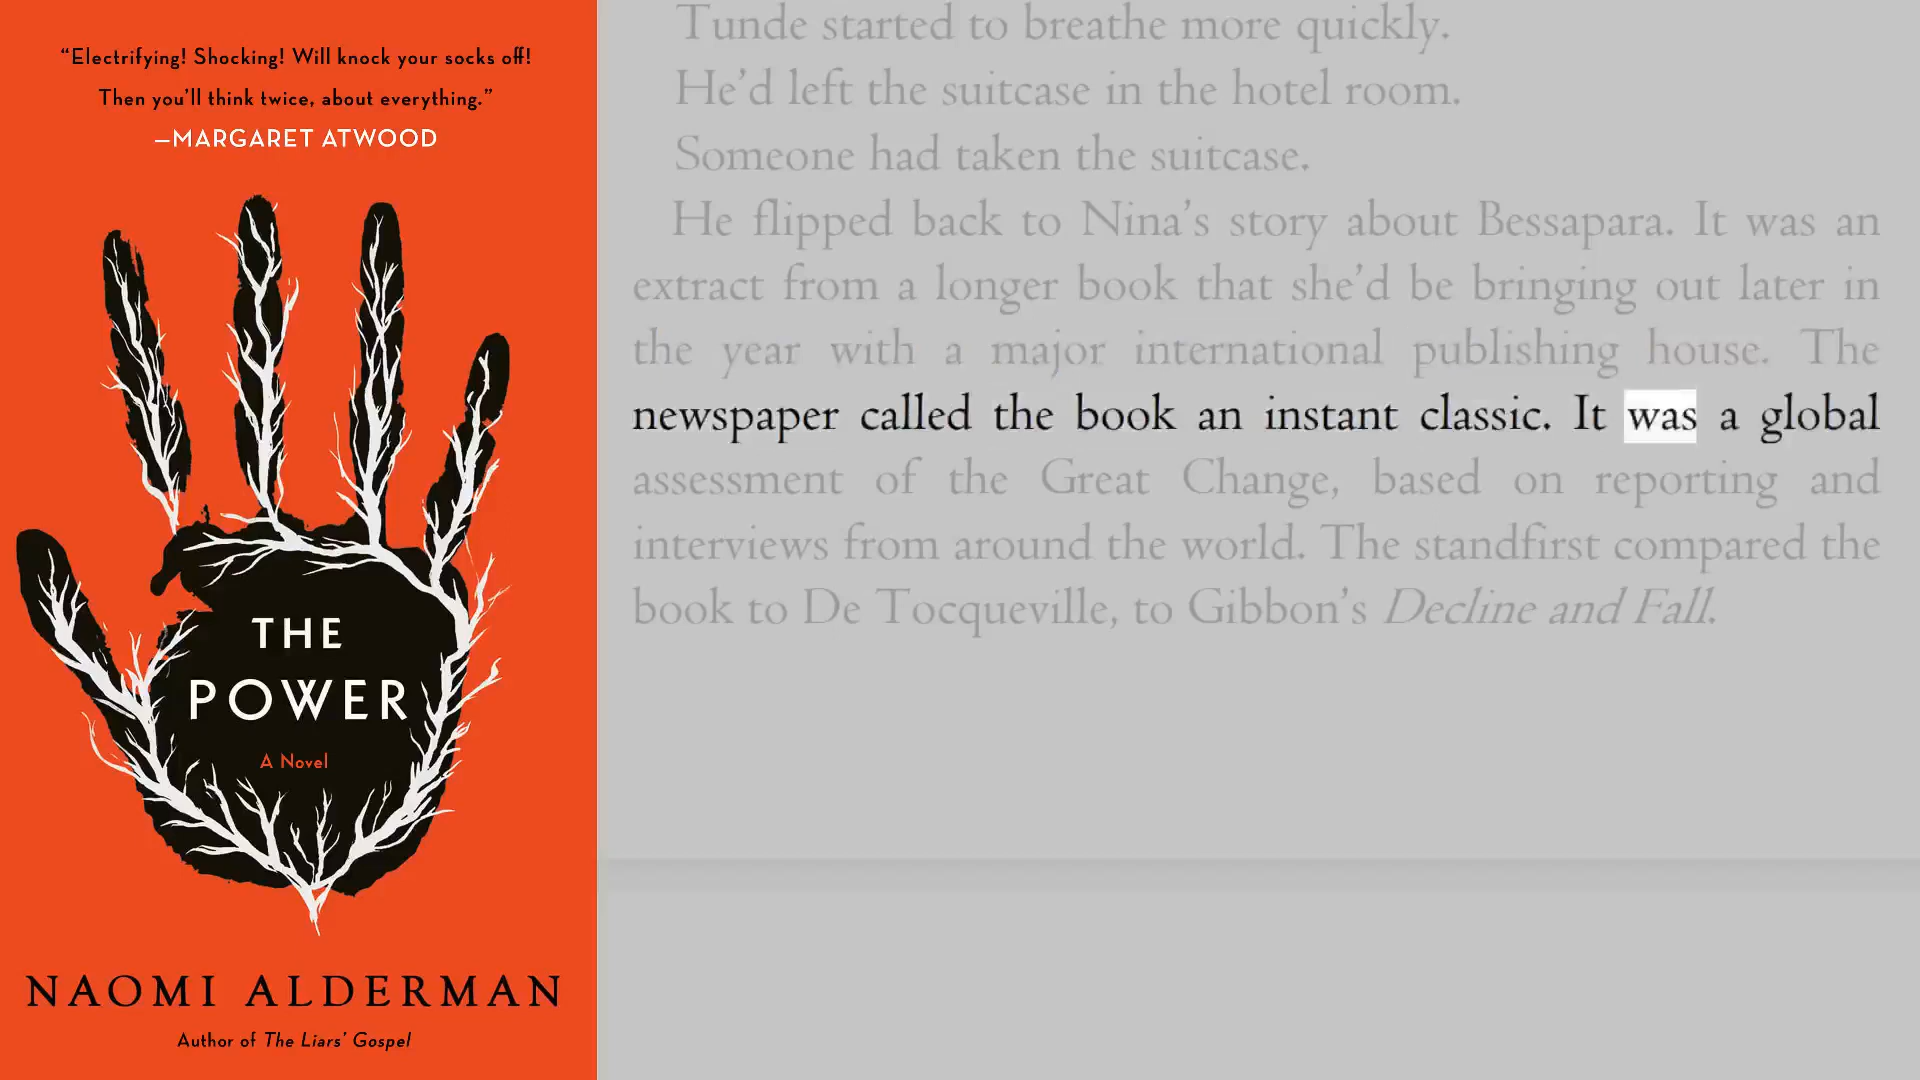 “Electrifying! Shocking! Will knock your socks off!
Then you’ll think twice, about everything.”
—MARGARET ATWOOD
THE
POWER
A Novel
NAOMI ALDERMAN
Author of The Liars’ Gospel
Tunde started to breathe more quickly.
He’d left the suitcase in the hotel room.
Someone had taken the suitcase.
He flipped back to Nina’s story about Bessapara. It was an
extract from a longer book that she’d be bringing out later in
the year with a major international publishing house. The
newspaper called the book an instant classic. It was a global
assessment of the Great Change, based on reporting and
interviews from around the world. The standfirst compared the
book to De Tocqueville, to Gibbon’s Decline and Fall.